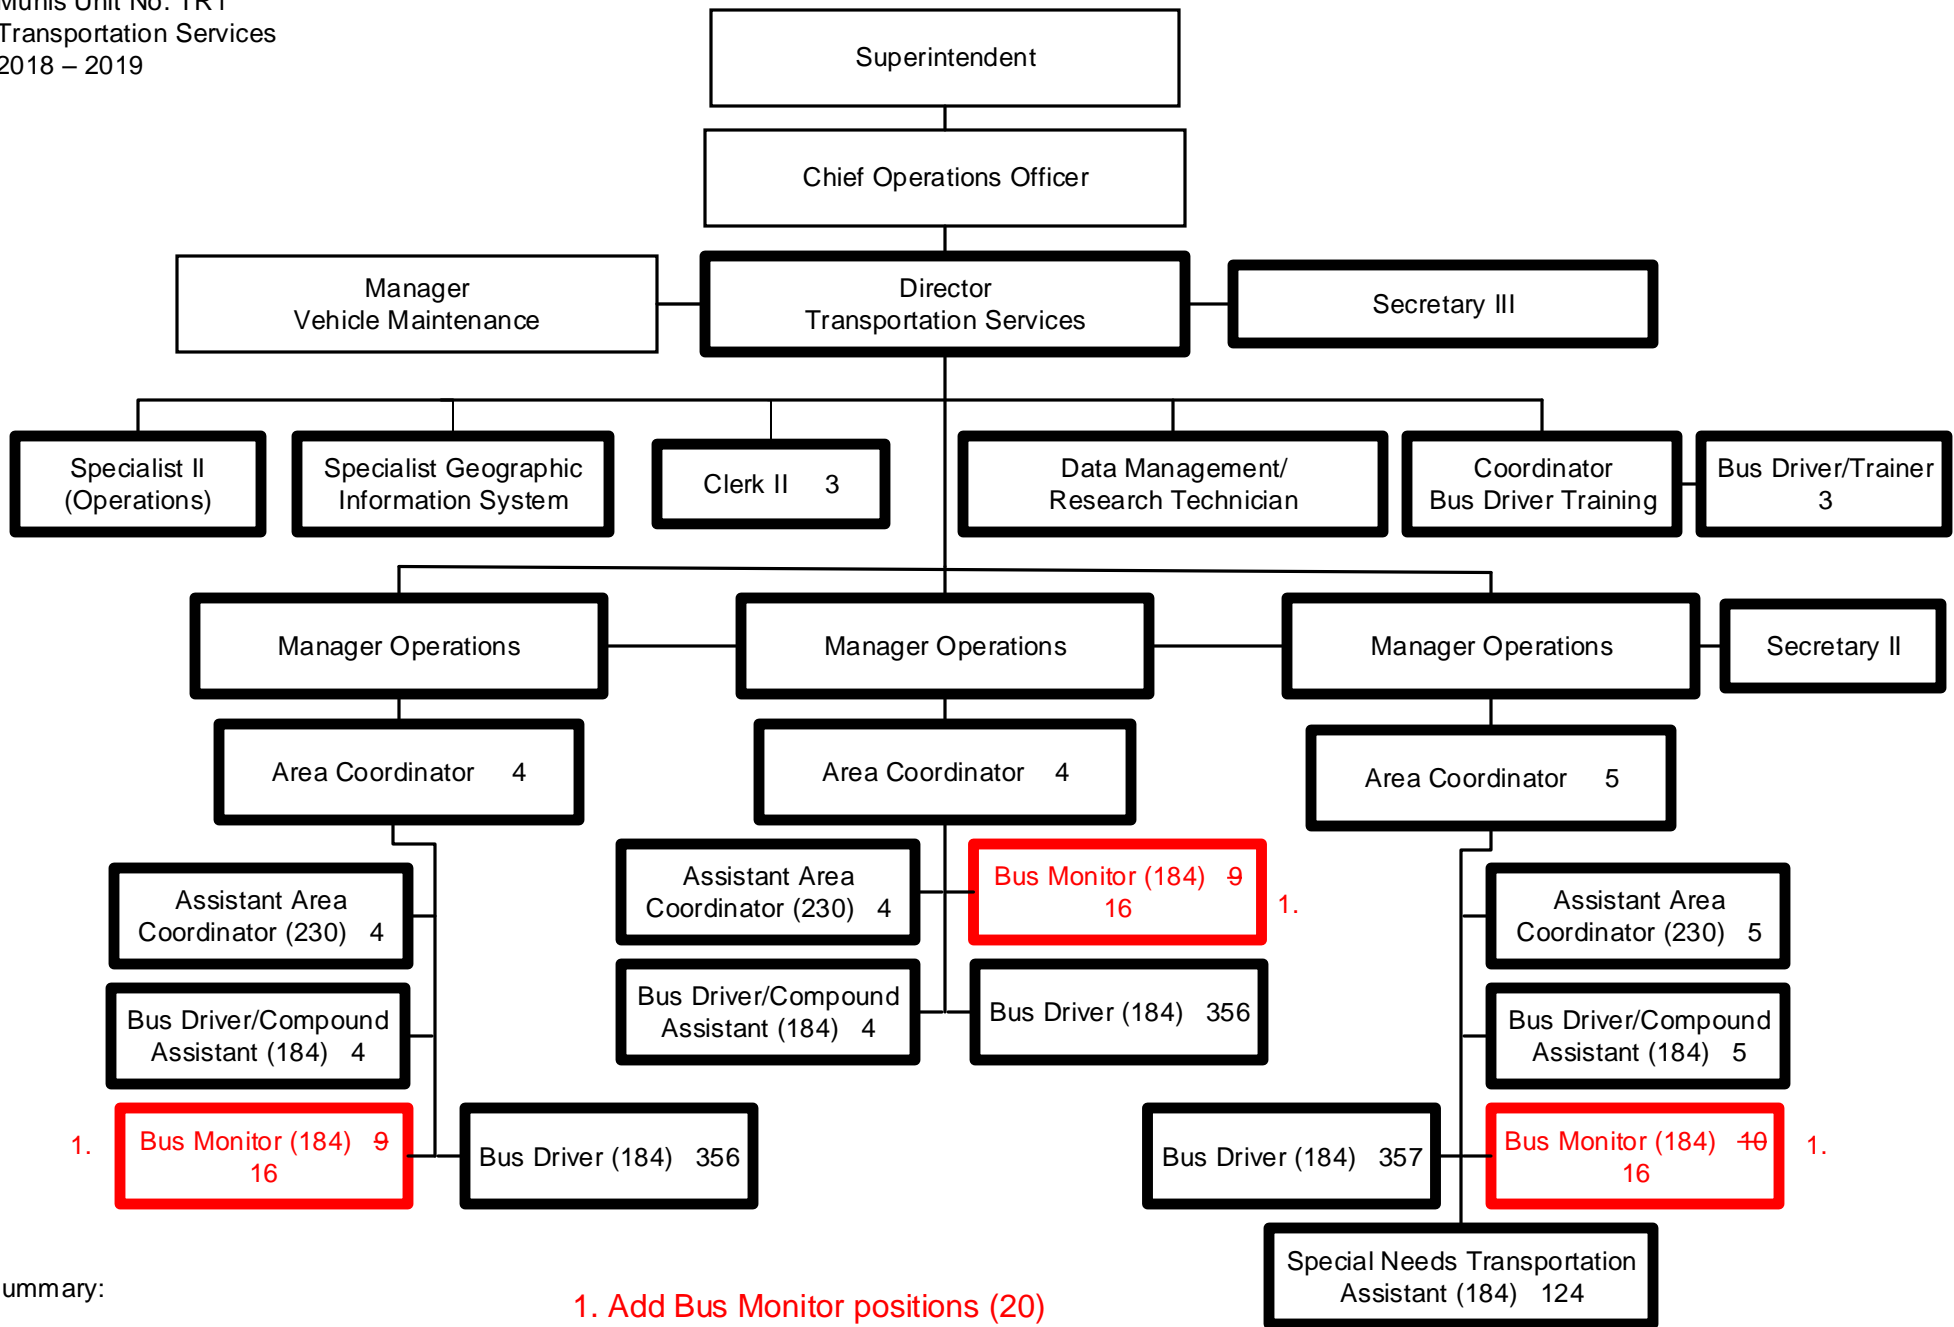 Munis Unit No. TR1
Transportation Services
2018 – 2019
Superintendent
Chief Operations Officer
Manager
Vehicle Maintenance
Director
Transportation Services
Secretary III
Specialist II
(Operations)
Specialist Geographic
Information System
Clerk II 3
Data Management/
Research Technician
Coordinator
Bus Driver Training
Bus Driver/Trainer
3
Manager Operations
Manager Operations
Manager Operations
Secretary II
Area Coordinator 4
Area Coordinator 4
Area Coordinator 5
Assistant Area
Coordinator (230) 4
Bus Driver/Compound
Assistant (184) 4
1.
Bus Monitor (184) 9
16
Bus Driver (184) 356
Assistant Area
Coordinator (230) 4
Bus Monitor (184) 9
16
1.
Bus Driver/Compound
Assistant (184) 4
Bus Driver (184) 356
Assistant Area
Coordinator (230) 5
Bus Driver/Compound
Assistant (184) 5
Bus Driver (184) 357
Bus Monitor (184) 10
16
1.
Special Needs Transportation
Assistant (184) 124
ummary:
1. Add Bus Monitor positions (20)